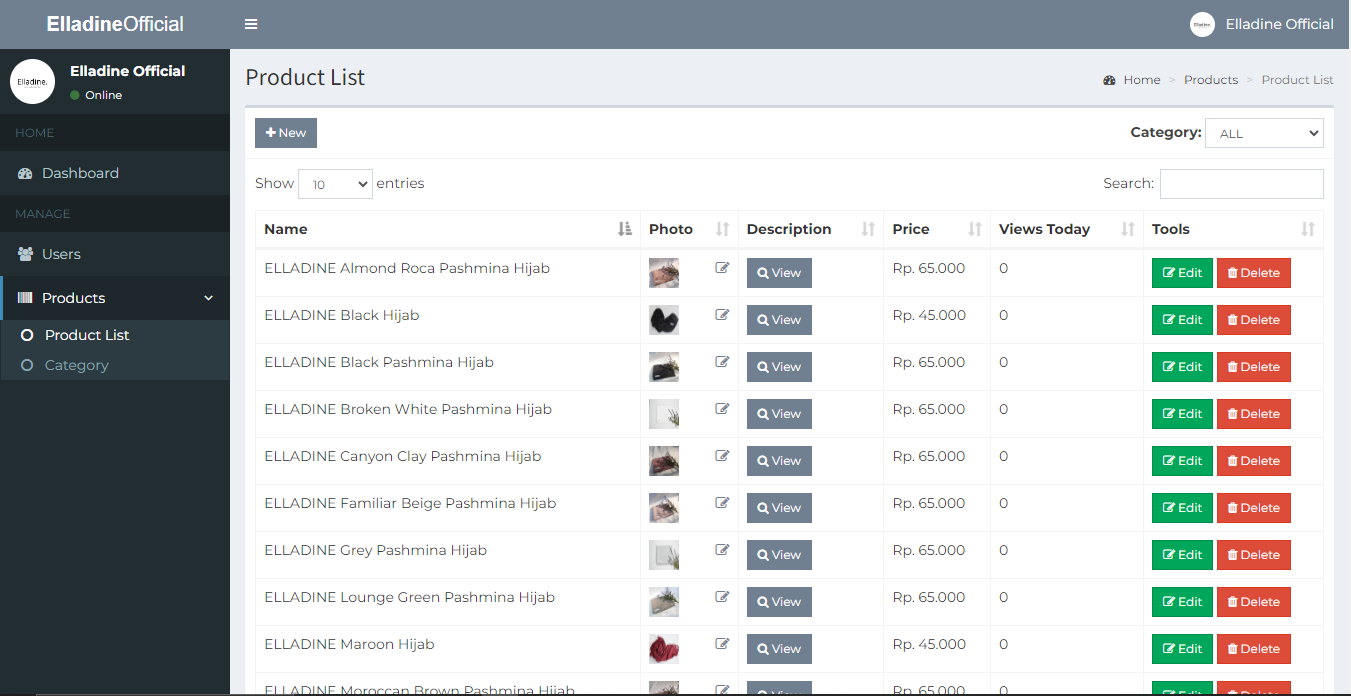 ElladineOfficial
Elladine Official
Elladine.
Elladine Official
Online
HOME
Dashboard
MANAGE
Users
Products
Product List
Category
Product List
Home > Products > Product List
New
Category: ALL
Show 10 entries
Search:
Name Photo Description Price Views Today Tools
ELLADINE Almond Roca Pashmina Hijab View Rp. 65.000 0 Edit Delete
ELLADINE Black Hijab View Rp. 45.000 0 Edit Delete
ELLADINE Black Pashmina Hijab View Rp. 65.000 0 Edit Delete
ELLADINE Broken White Pashmina Hijab View Rp. 65.000 0 Edit Delete
ELLADINE Canyon Clay Pashmina Hijab View Rp. 65.000 0 Edit Delete
ELLADINE Familiar Beige Pashmina Hijab View Rp. 65.000 0 Edit Delete
ELLADINE Grey Pashmina Hijab View Rp. 65.000 0 Edit Delete
ELLADINE Lounge Green Pashmina Hijab View Rp. 65.000 0 Edit Delete
ELLADINE Maroon Hijab View Rp. 45.000 0 Edit Delete
ELLADINE Moroccan Brown Pashmina Hijab View Rp. 65.000 0 Edit Delete